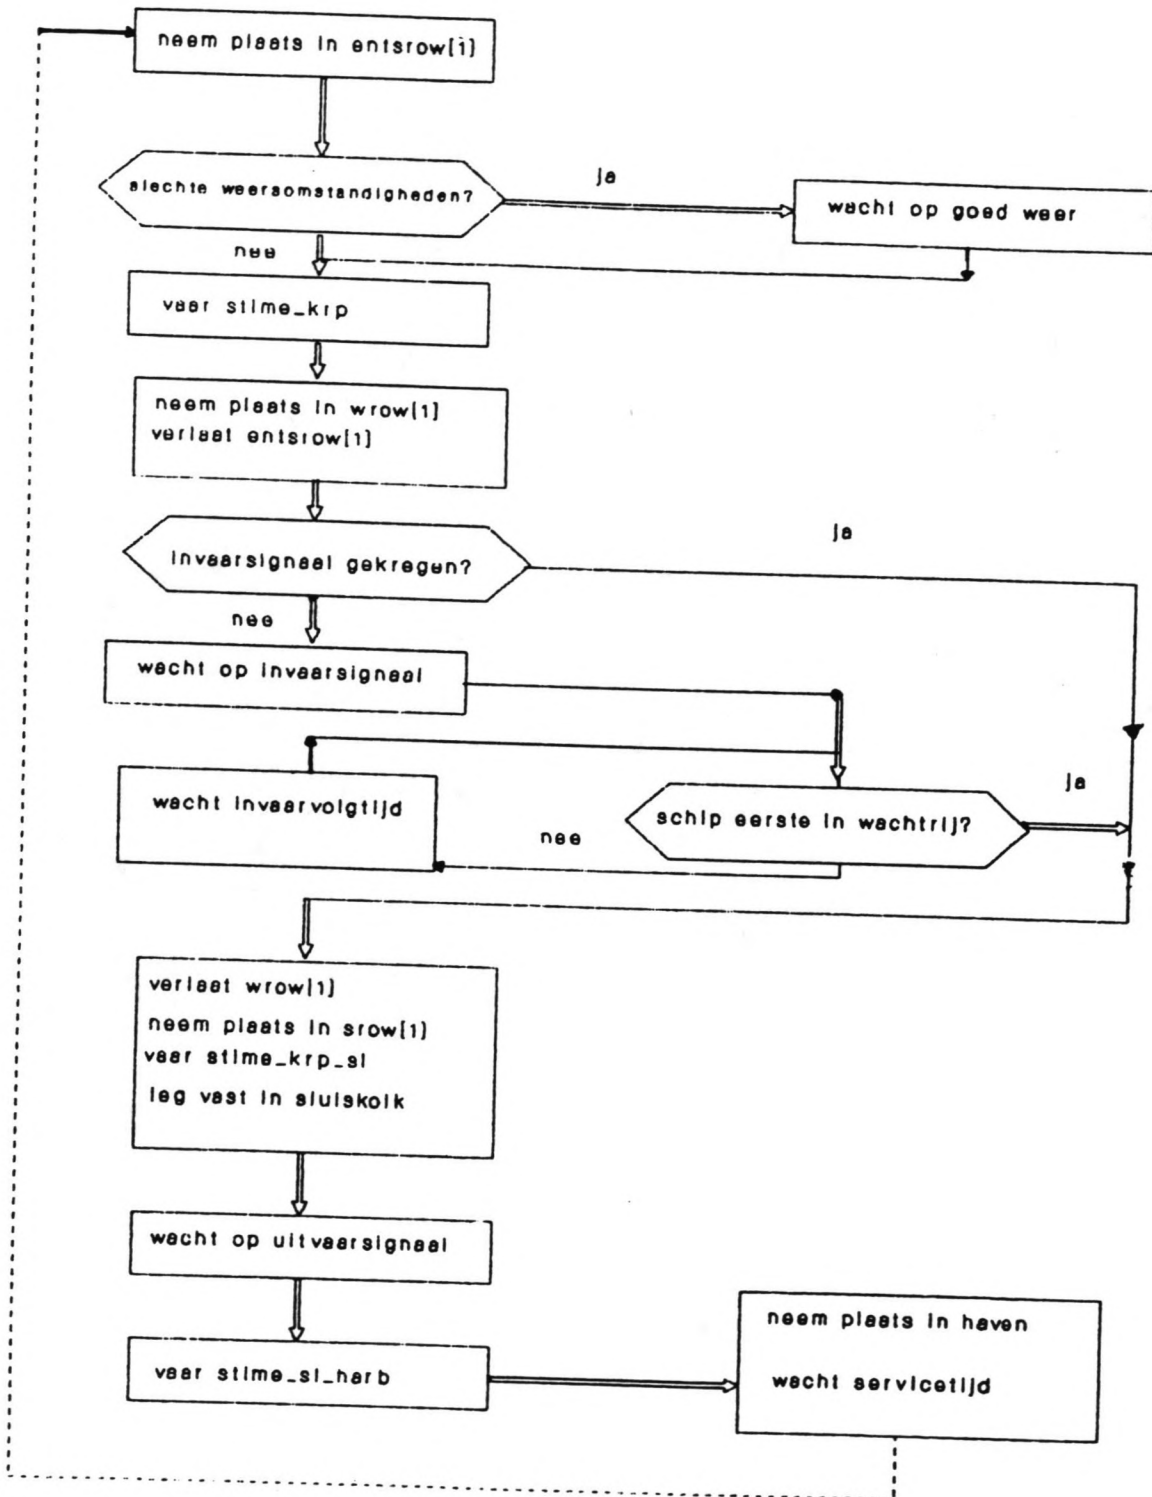 neem plaats in entsrow[1]
slechte weersomstandigheden?
ja
wacht op goed weer
nee
vaar stime_krp
neem plaats in wrow[1]
verlaat entsrow[1]
ja
invaarsignaal gekregen?
nee
wacht op invaarsignaal
ja
wacht invaarvolgtijd
schip eerste in wachtrij?
nee
verlaat wrow[1]
neem plaats in srow[1]
vaar stime_krp_sl
leg vast in sluiskolk
wacht op uitvaarsignaal
neem plaats in haven
vaar stime_sl_harb
wacht servicetijd